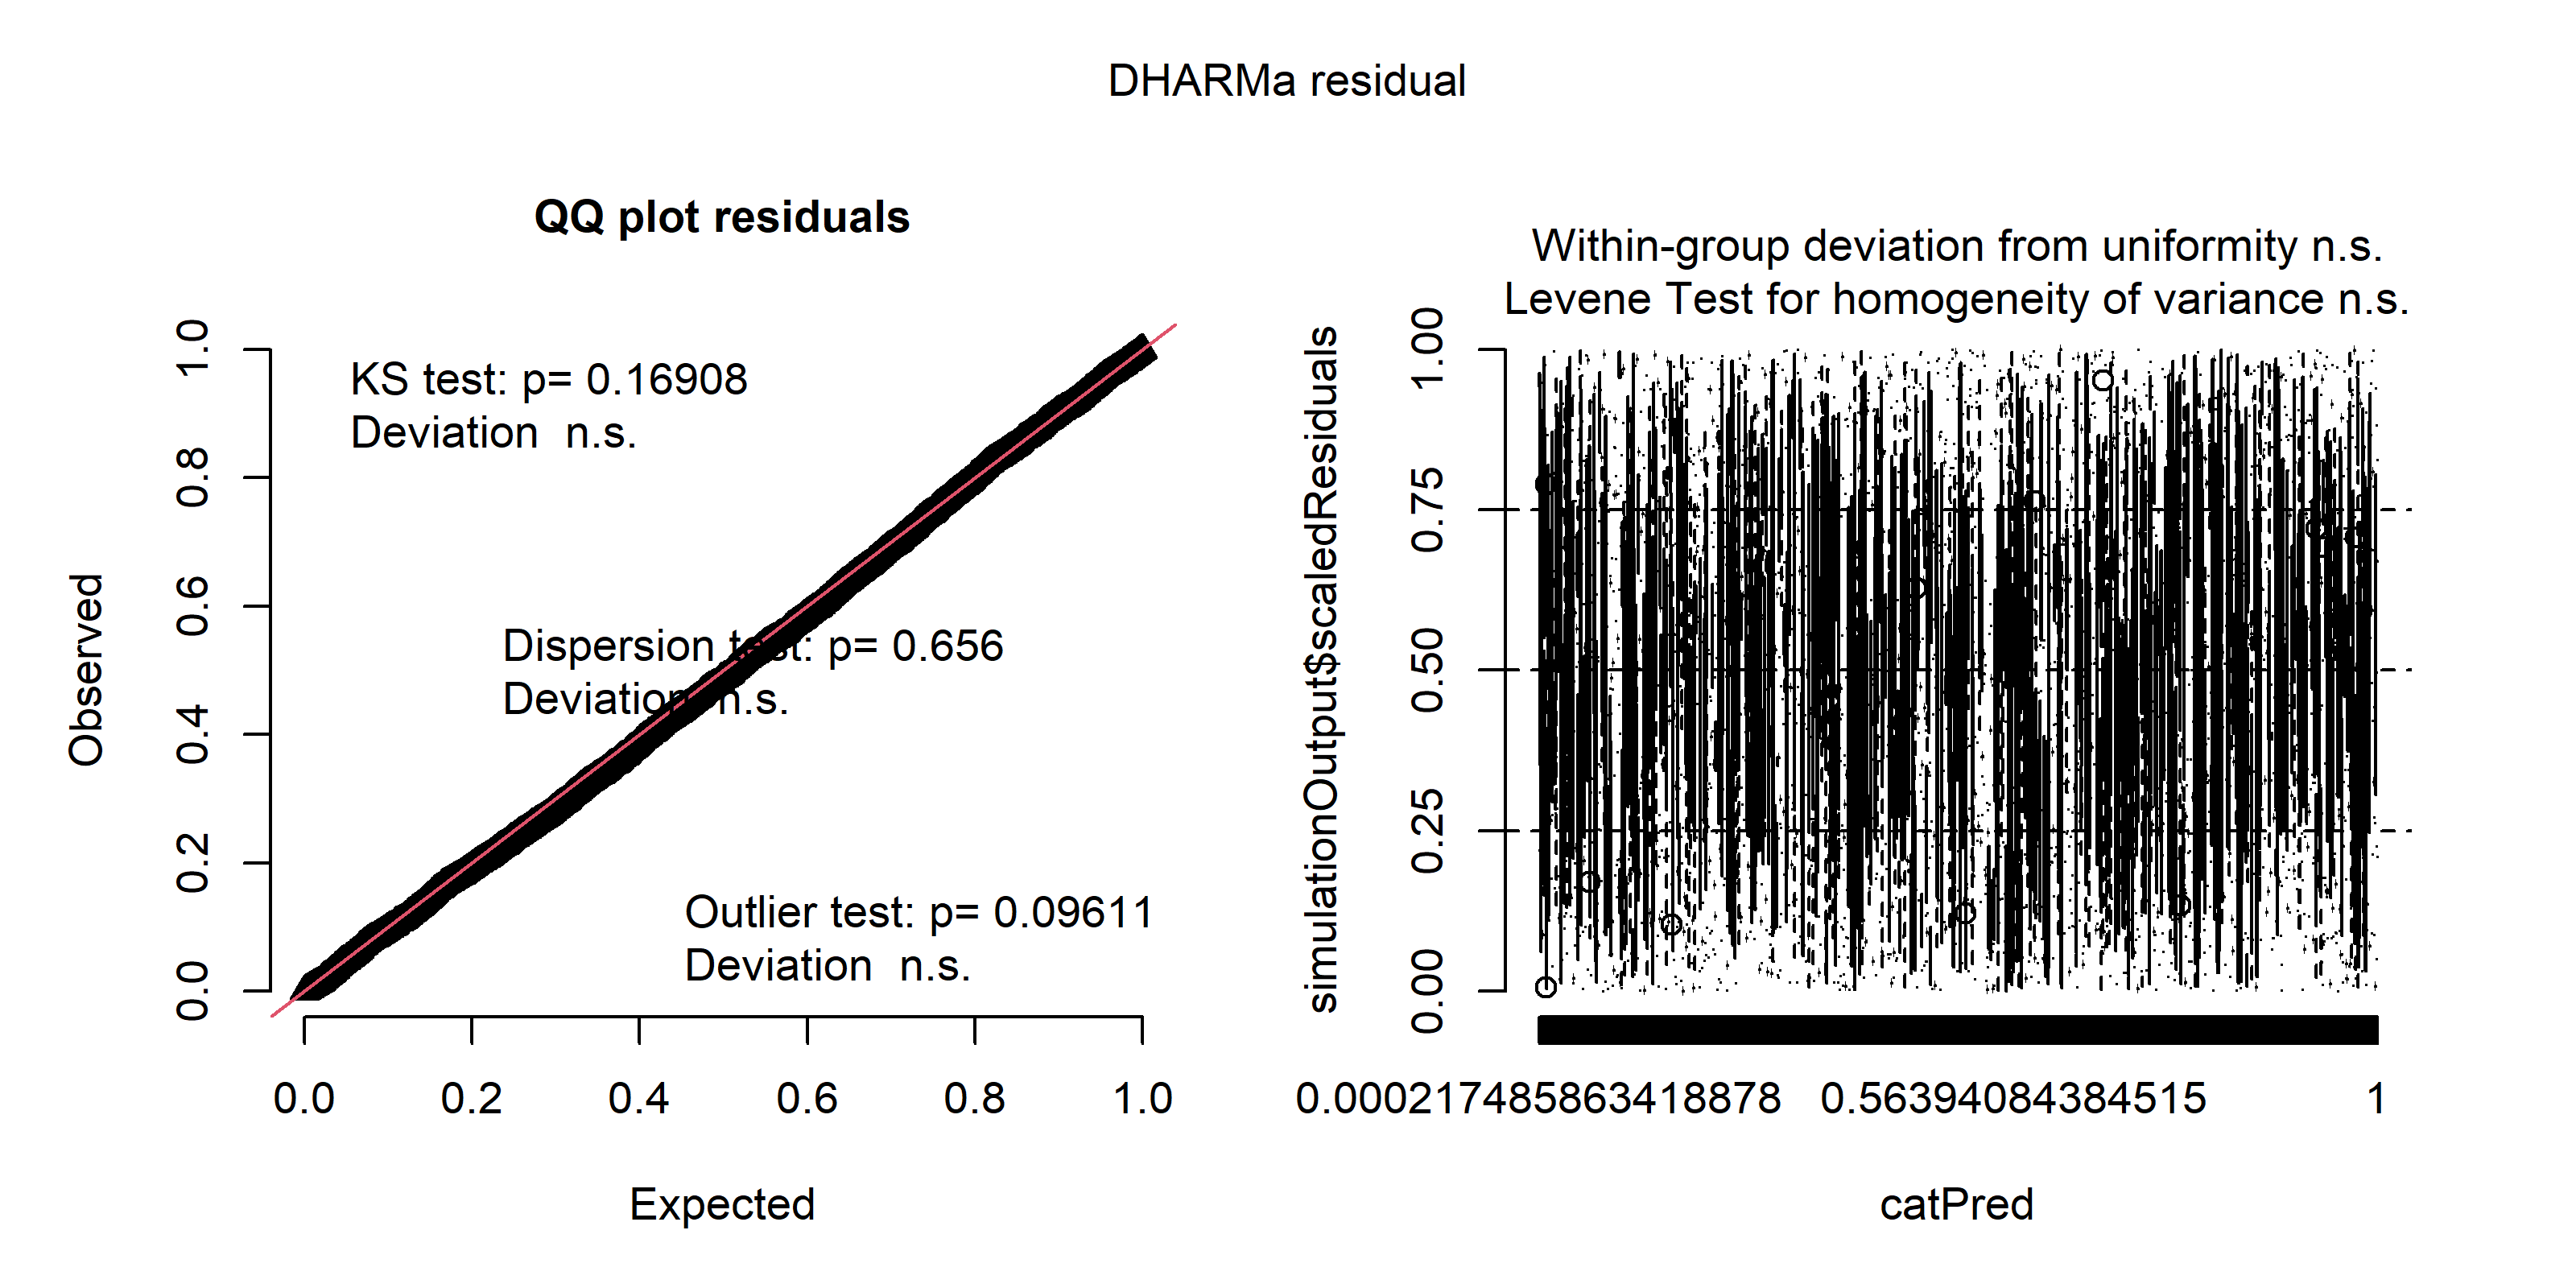 DHARMa residual
QQ plot residuals
KS test: p= 0.16908
Deviation  n.s.
Dispersion test: p= 0.656
Deviation  n.s.
Outlier test: p= 0.09611
Deviation  n.s.
Observed
0.0 0.2 0.4 0.6 0.8 1.0
0.0 0.2 0.4 0.6 0.8 1.0
Expected
Within-group deviation from uniformity n.s.
Levene Test for homogeneity of variance n.s.
simulationOutput$scaledResiduals
0.00 0.25 0.50 0.75 1.00
0.000217485863418878 0.56394084384515 1
catPred